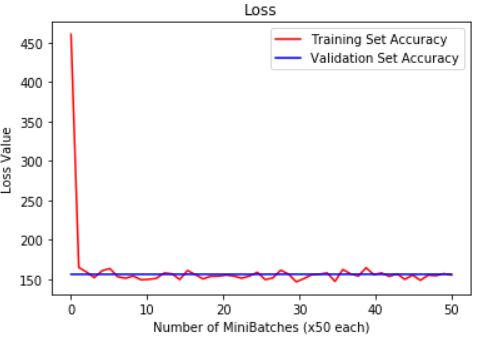 Loss
Training Set Accuracy
Validation Set Accuracy
Loss Value
450
400
350
300
250
200
150
0
10
20
30
40
50
Number of MiniBatches (x50 each)